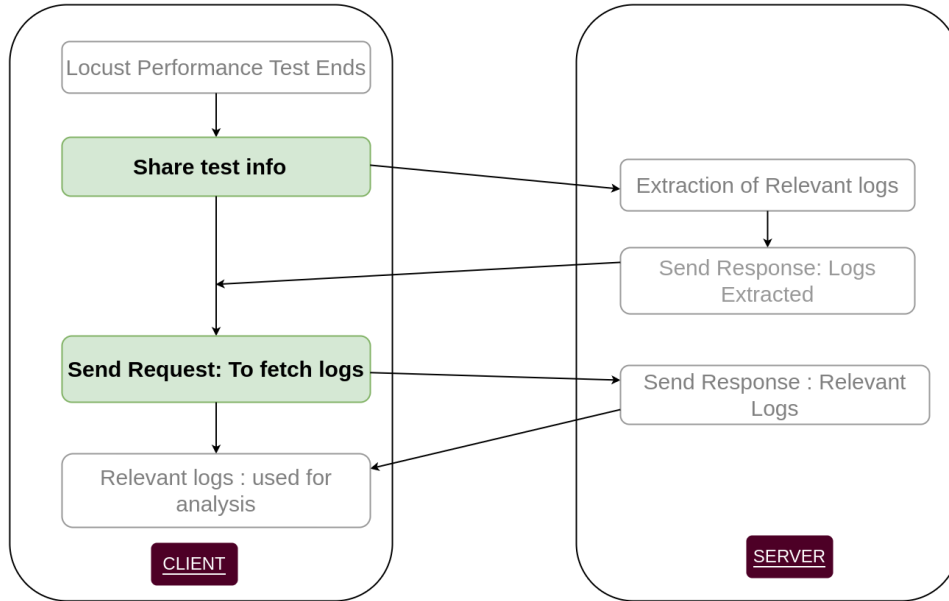 Locust Performance Test Ends
Share test info
Extraction of Relevant logs
Send Response: Logs
Extracted
Send Request: To fetch logs
Send Response : Relevant
Logs
Relevant logs : used for
analysis
CLIENT
SERVER